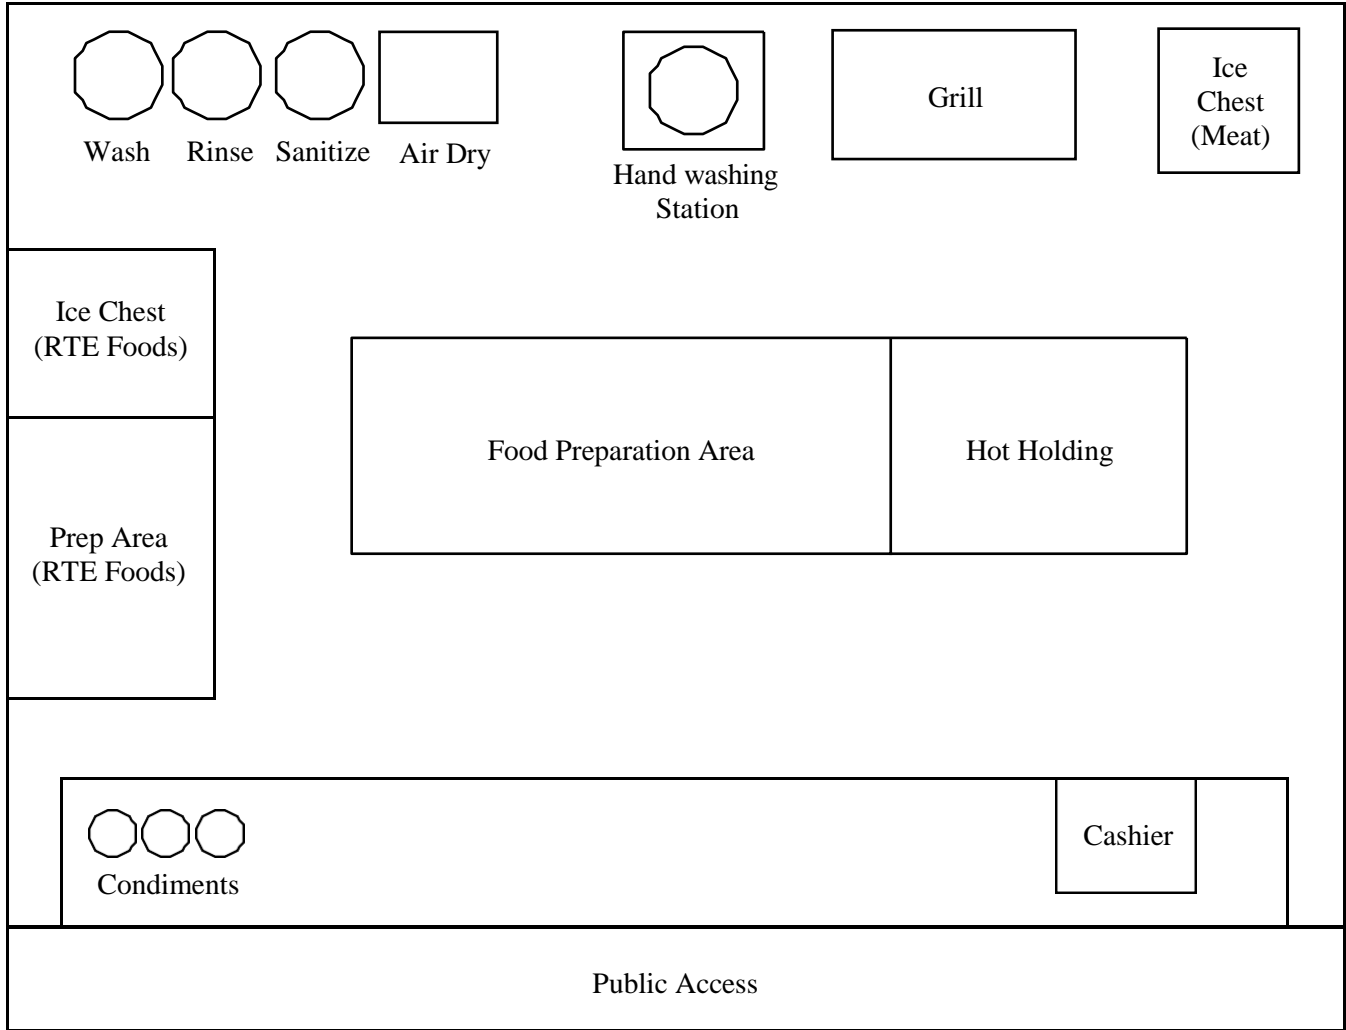 Wash
Rinse
Sanitize
Air Dry
Hand washing
Station
Grill
Ice
Chest
(Meat)
Ice Chest
(RTE Foods)
Food Preparation Area
Hot Holding
Prep Area
(RTE Foods)
Condiments
Cashier
Public Access